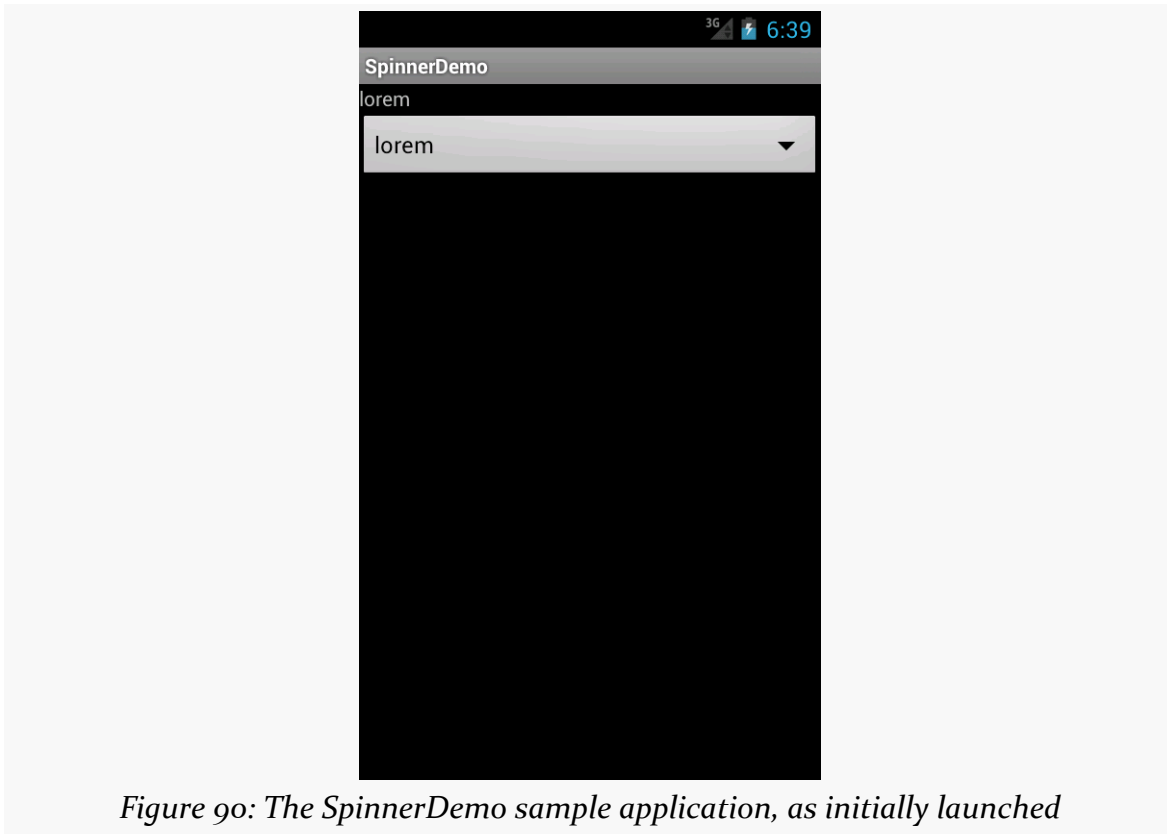 3G 6:39
SpinnerDemo
lorem
lorem
Figure 90: The SpinnerDemo sample application, as initially launched